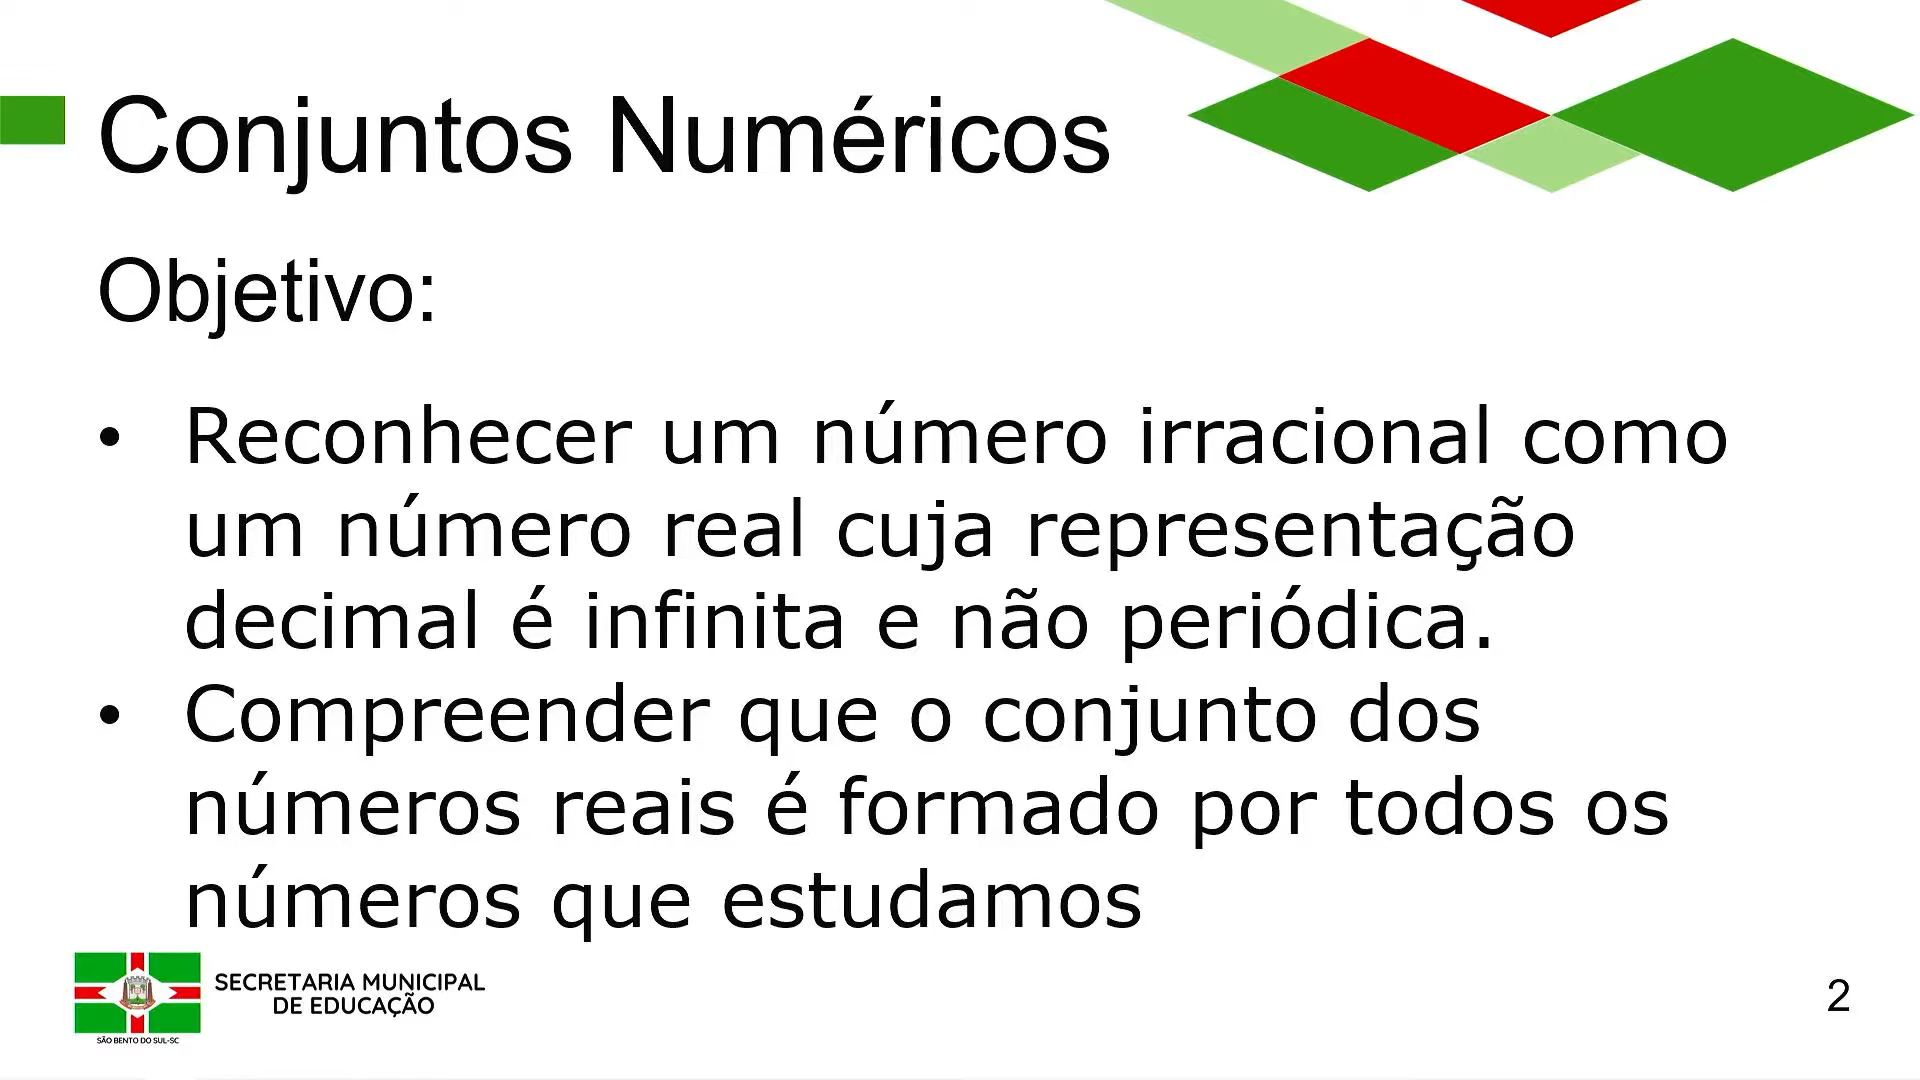 Conjuntos Numéricos
Objetivo:
• Reconhecer um número irracional como
um número real cuja representação
decimal é infinita e não periódica.
• Compreender que o conjunto dos
números reais é formado por todos os
números que estudamos
SECRETARIA MUNICIPAL
DE EDUCAÇÃO
SÃO BENTO DO SUL-SC
2